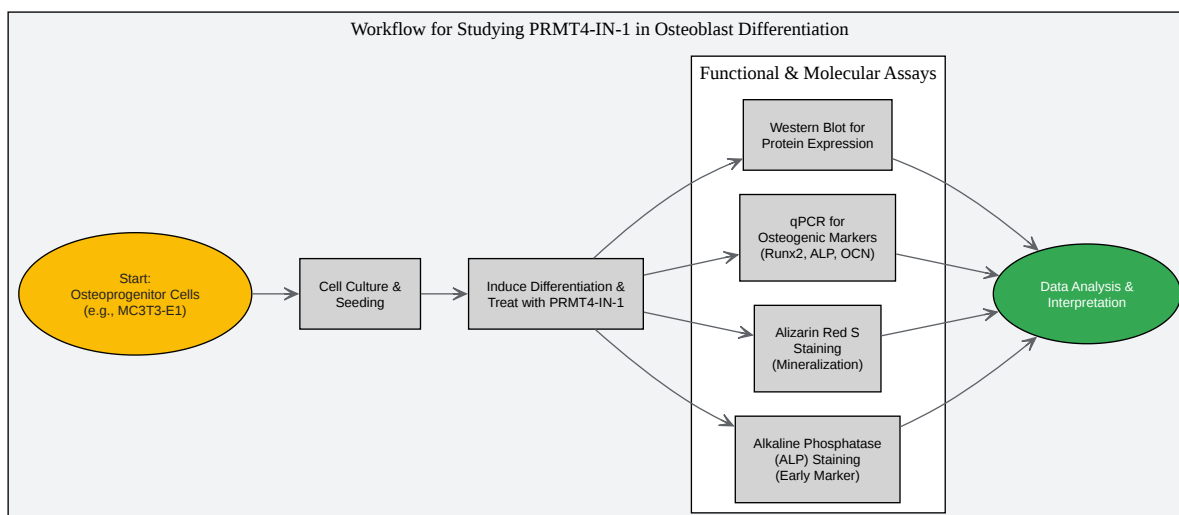 Workflow for Studying PRMT4-IN-1 in Osteoblast Differentiation
Functional & Molecular Assays
Start:
Osteoprogenitor Cells
(e.g., MC3T3-E1)
Cell Culture &
Seeding
Induce Differentiation &
Treat with PRMT4-IN-1
Western Blot for
Protein Expression
qPCR for
Osteogenic Markers
(Runx2, ALP, OCN)
Alizarin Red S
Staining
(Mineralization)
Alkaline Phosphatase
(ALP) Staining
(Early Marker)
Data Analysis &
Interpretation